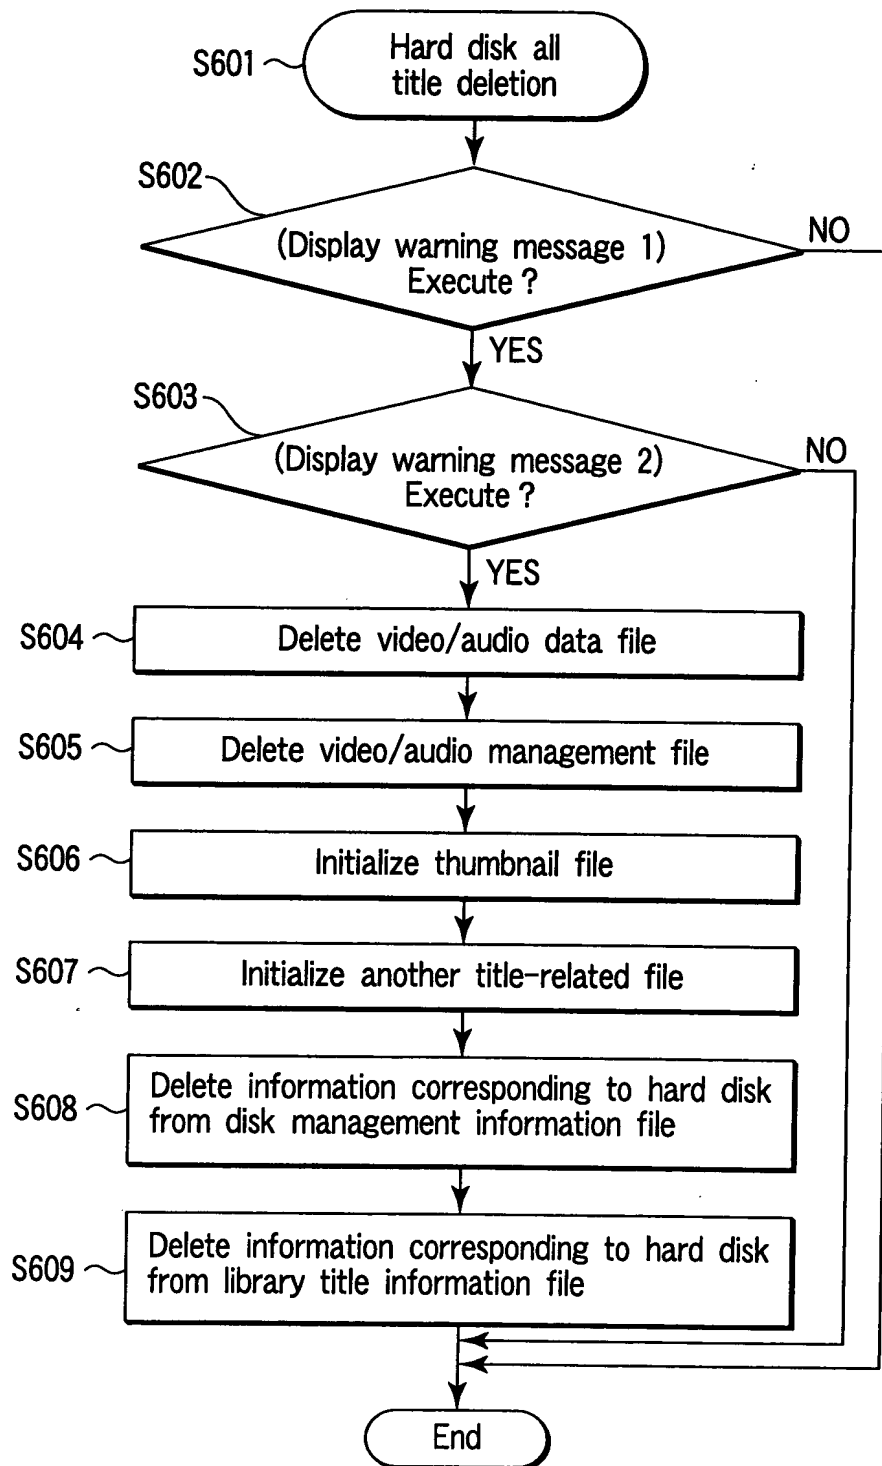 S601
Hard disk all
title deletion
S602
(Display warning message 1)
Execute ?
NO
YES
S603
(Display warning message 2)
Execute ?
NO
YES
S604
Delete video/audio data file
S605
Delete video/audio management file
S606
Initialize thumbnail file
S607
Initialize another title-related file
S608
Delete information corresponding to hard disk
from disk management information file
S609
Delete information corresponding to hard disk
from library title information file
End